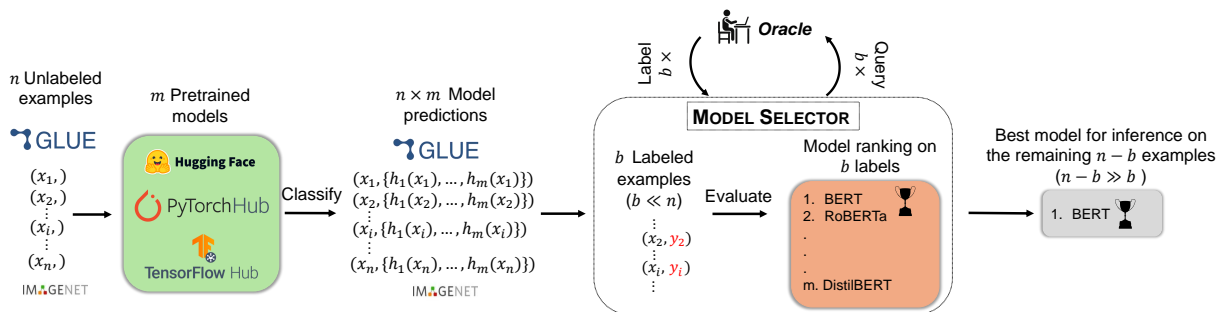 n Unlabeled
examples
GLUE
(x₁,)
(x₂,)
⋮
(xᵢ,)
⋮
(xₙ,)
IMAGENET
m Pretrained
models
Hugging Face
PyTorchHub
TensorFlow Hub
Classify
n × m Model
predictions
GLUE
(x₁, {h₁(x₁), ..., hₘ(x₁)})
(x₂, {h₁(x₂), ..., hₘ(x₂)})
⋮
(xᵢ, {h₁(xᵢ), ..., hₘ(xᵢ)})
⋮
(xₙ, {h₁(xₙ), ..., hₘ(xₙ)})
IMAGENET
Oracle
Label
b ×
Query
b ×
MODEL SELECTOR
b Labeled
examples
(b ≪ n)
⋮
(x₂, y₂)
⋮
(xᵢ, yᵢ)
⋮
Evaluate
Model ranking on
b labels
1. BERT
2. RoBERTa
.
.
.
m. DistilBERT
Best model for inference on
the remaining n − b examples
(n − b ≫ b )
1. BERT